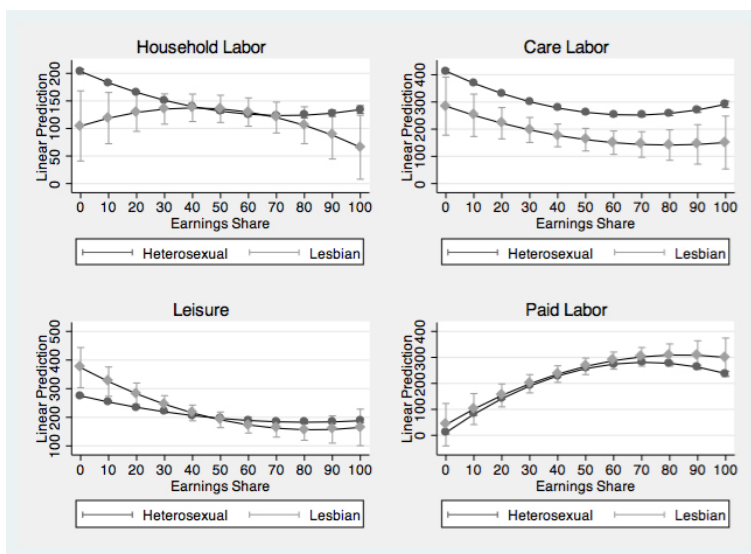 Household Labor
Linear Prediction
0 50 100 150 200
0 10 20 30 40 50 60 70 80 90 100
Earnings Share
Heterosexual Lesbian
Care Labor
Linear Prediction
0 100 200 300 400
0 10 20 30 40 50 60 70 80 90 100
Earnings Share
Heterosexual Lesbian
Leisure
Linear Prediction
100 200 300 400 500
0 10 20 30 40 50 60 70 80 90 100
Earnings Share
Heterosexual Lesbian
Paid Labor
Linear Prediction
0 100 200 300 400
0 10 20 30 40 50 60 70 80 90 100
Earnings Share
Heterosexual Lesbian